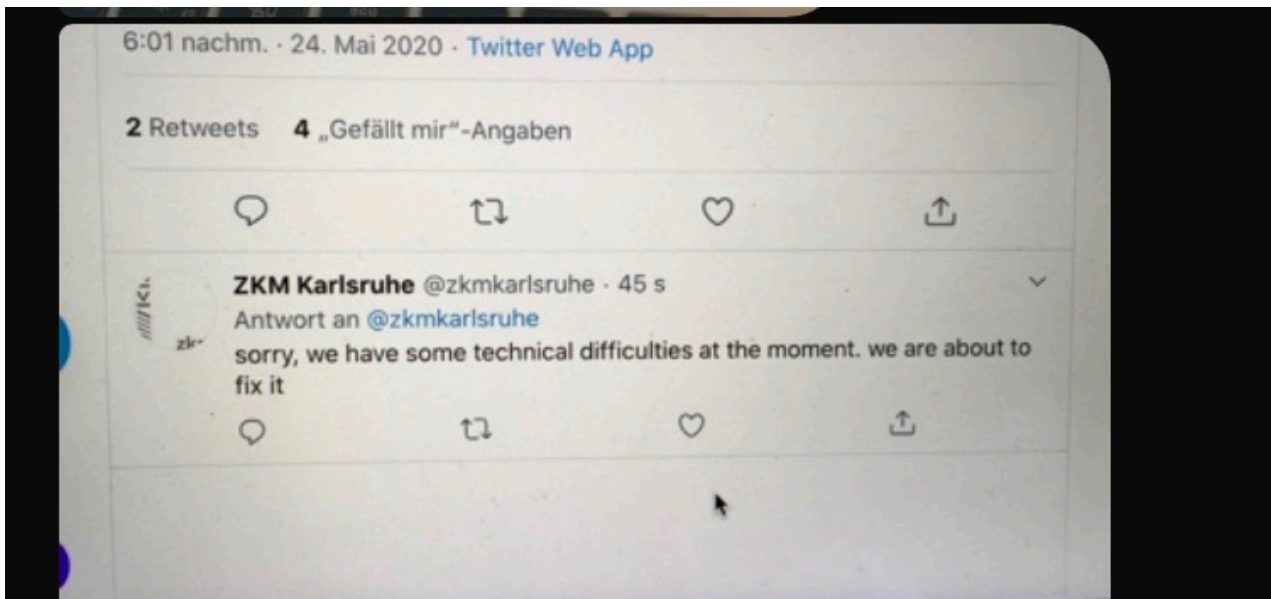 6:01 nachm. · 24. Mai 2020 · Twitter Web App
2 Retweets 4 „Gefällt mir“-Angaben
ZKM Karlsruhe @zkmkarlsruhe · 45 s
Antwort an @zkmkarlsruhe
sorry, we have some technical difficulties at the moment. we are about to
fix it